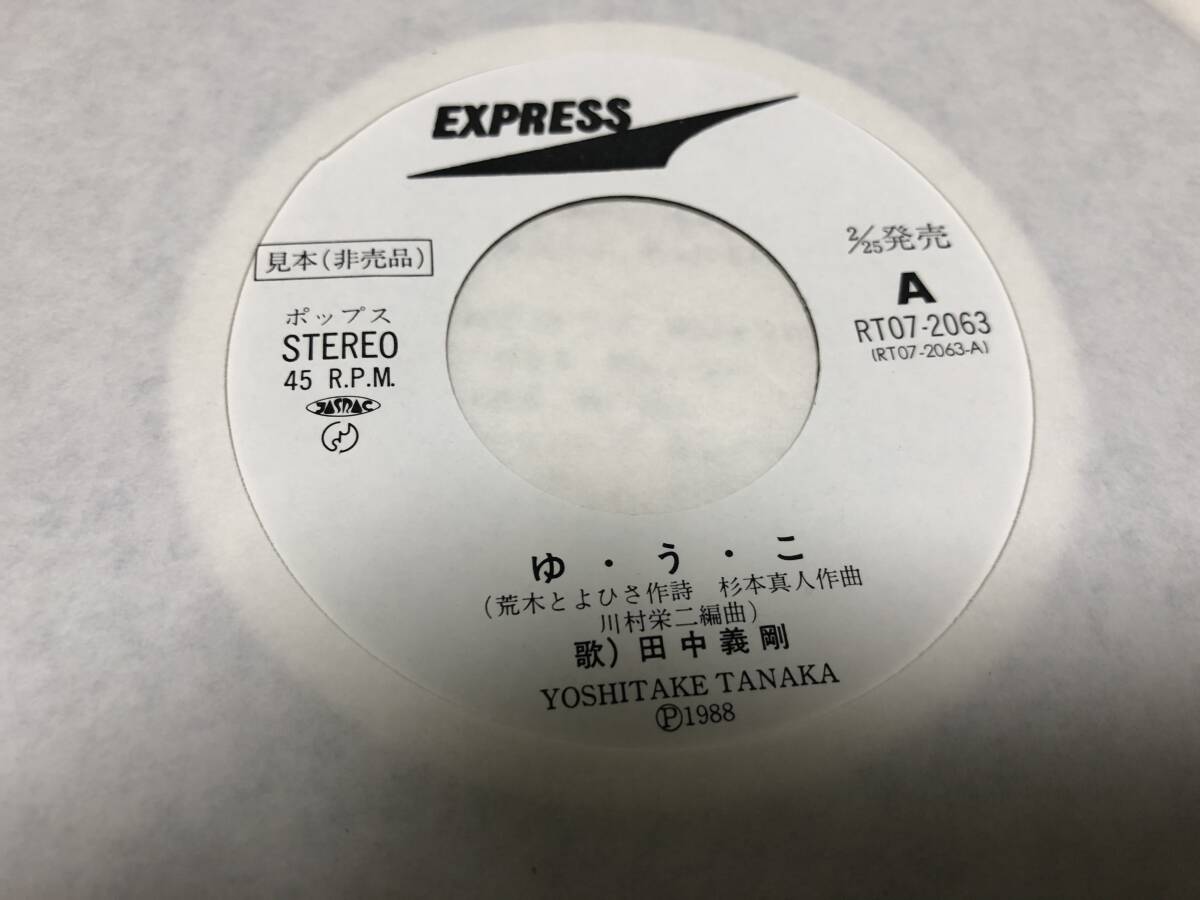 EXPRESS
見本(非売品)
ポップス
STEREO
45 R.P.M.
JASRAC
2/25発売
A
RT07-2063
(RT07-2063-A)
ゆ・う・こ
(荒木とよひさ作詩 杉本真人作曲
川村栄二編曲)
歌)田中義剛
YOSHITAKE TANAKA
Ⓟ1988